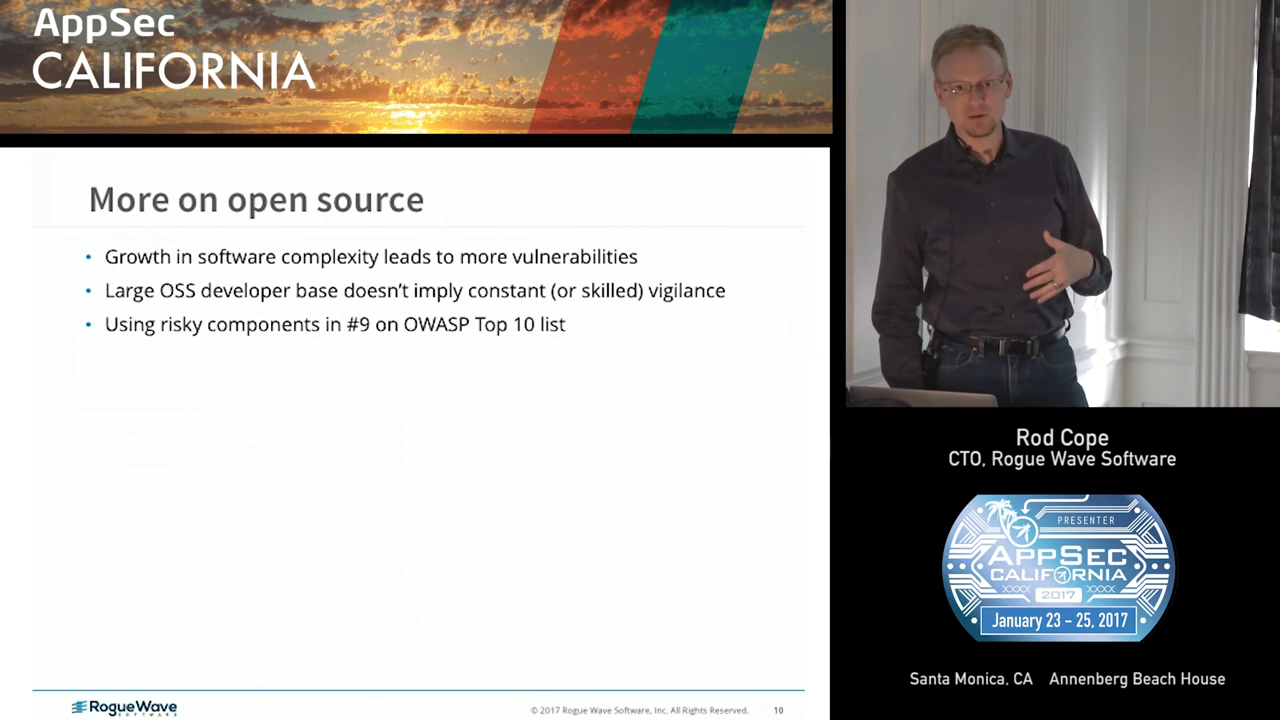 AppSec
CALIFORNIA
More on open source
• Growth in software complexity leads to more vulnerabilities
• Large OSS developer base doesn't imply constant (or skilled) vigilance
• Using risky components in #9 on OWASP Top 10 list
RogueWave
SOFTWARE
© 2017 Rogue Wave Software, Inc. All Rights Reserved.
10
Rod Cope
CTO, Rogue Wave Software
PRESENTER
APPSEC
CALIFORNIA
XXXX 2017 XXXX
January 23 – 25, 2017
Santa Monica, CA Annenberg Beach House